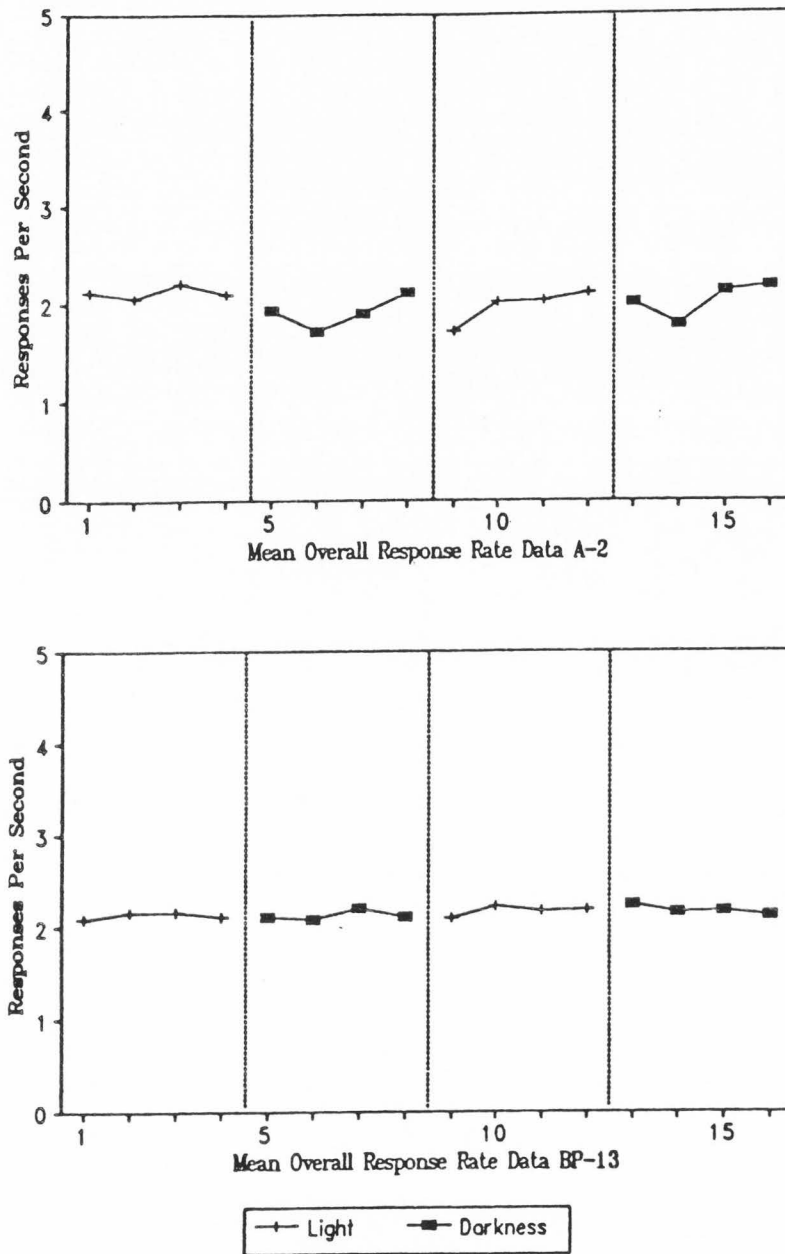 5
4
3
2
1
0
Responses Per Second
1 5 10 15
Mean Overall Response Rate Data A-2
5
4
3
2
1
0
Responses Per Second
1 5 10 15
Mean Overall Response Rate Data BP-13
Light Darkness